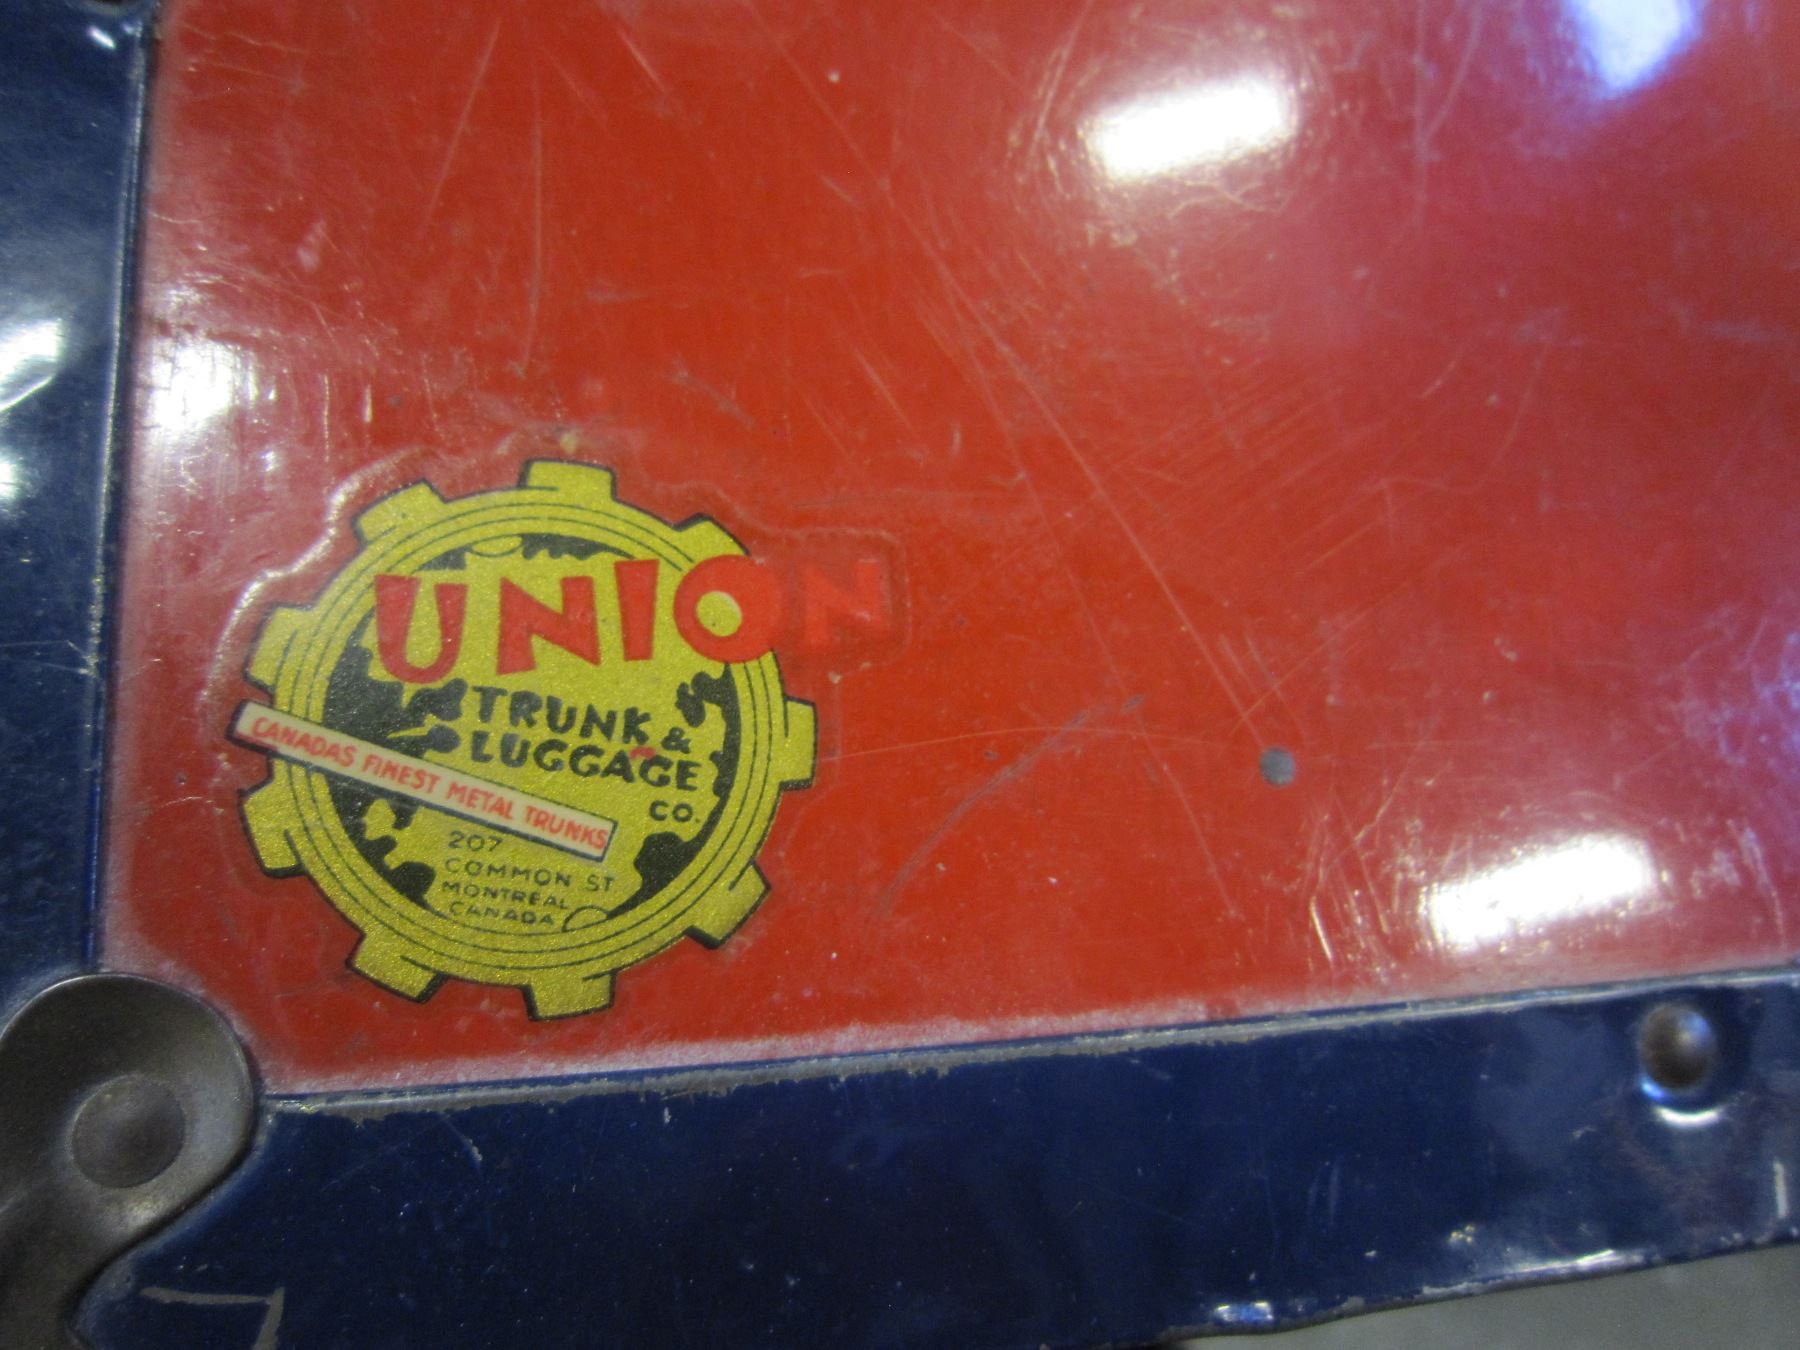 UNION
TRUNK &
LUGGAGE
CO.
CANADAS FINEST METAL TRUNKS
207
COMMON ST
MONTREAL
CANADA